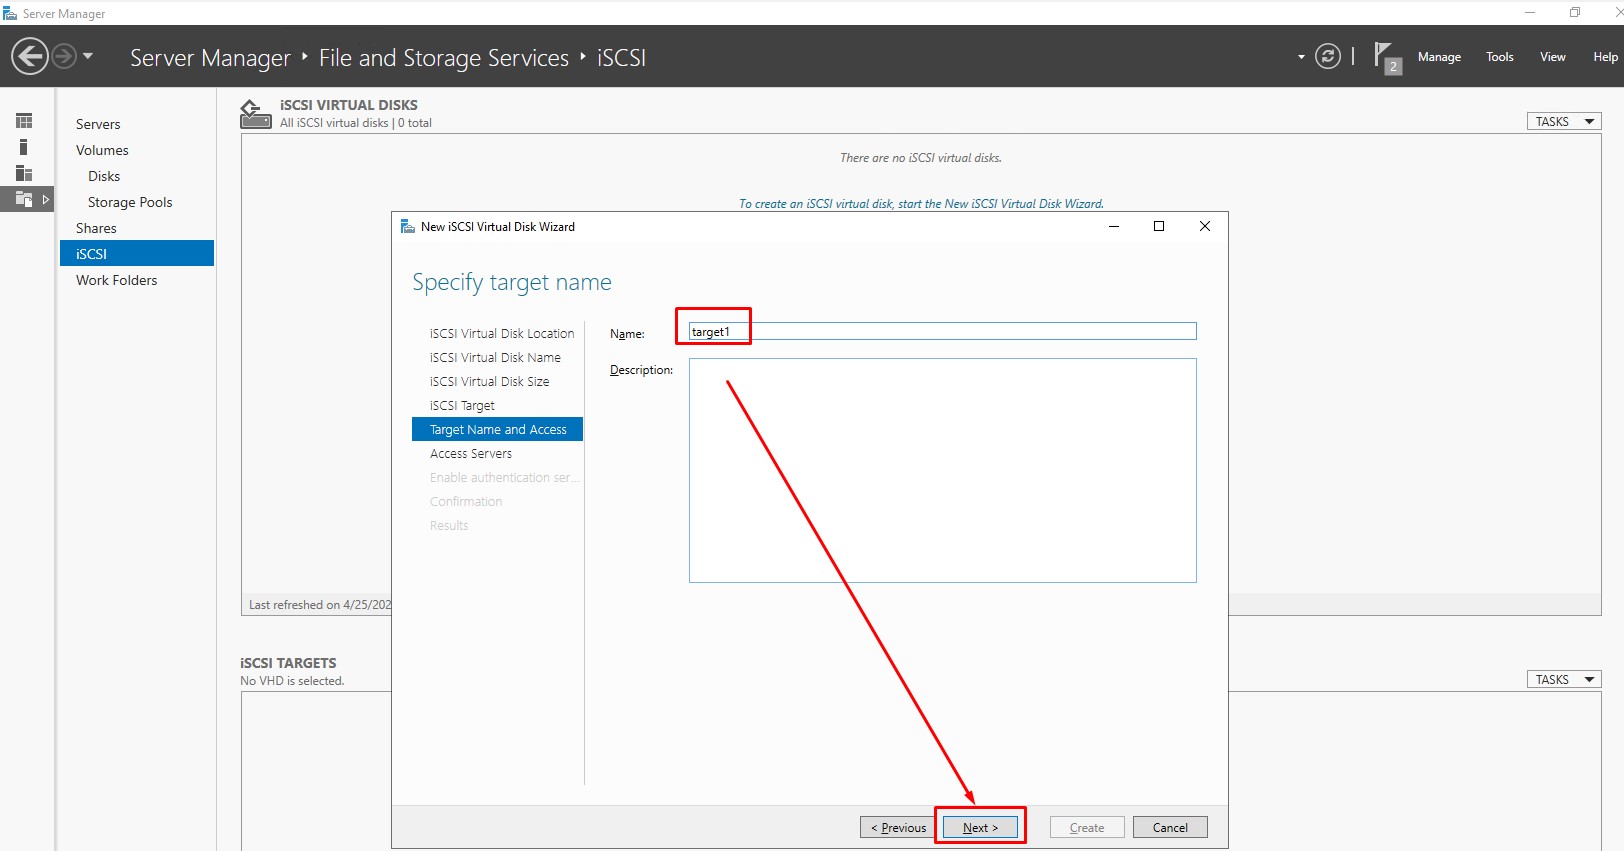 Server Manager
Server Manager ‣ File and Storage Services ‣ iSCSI
2
Manage
Tools
View
Help
Servers
Volumes
Disks
Storage Pools
Shares
iSCSI
Work Folders
iSCSI VIRTUAL DISKS
All iSCSI virtual disks | 0 total
TASKS
There are no iSCSI virtual disks.
To create an iSCSI virtual disk, start the New iSCSI Virtual Disk Wizard.
New iSCSI Virtual Disk Wizard
Specify target name
iSCSI Virtual Disk Location
iSCSI Virtual Disk Name
iSCSI Virtual Disk Size
iSCSI Target
Target Name and Access
Access Servers
Enable authentication ser...
Confirmation
Results
Name:
target1
Description:
< Previous
Next >
Create
Cancel
Last refreshed on 4/25/202
iSCSI TARGETS
No VHD is selected.
TASKS